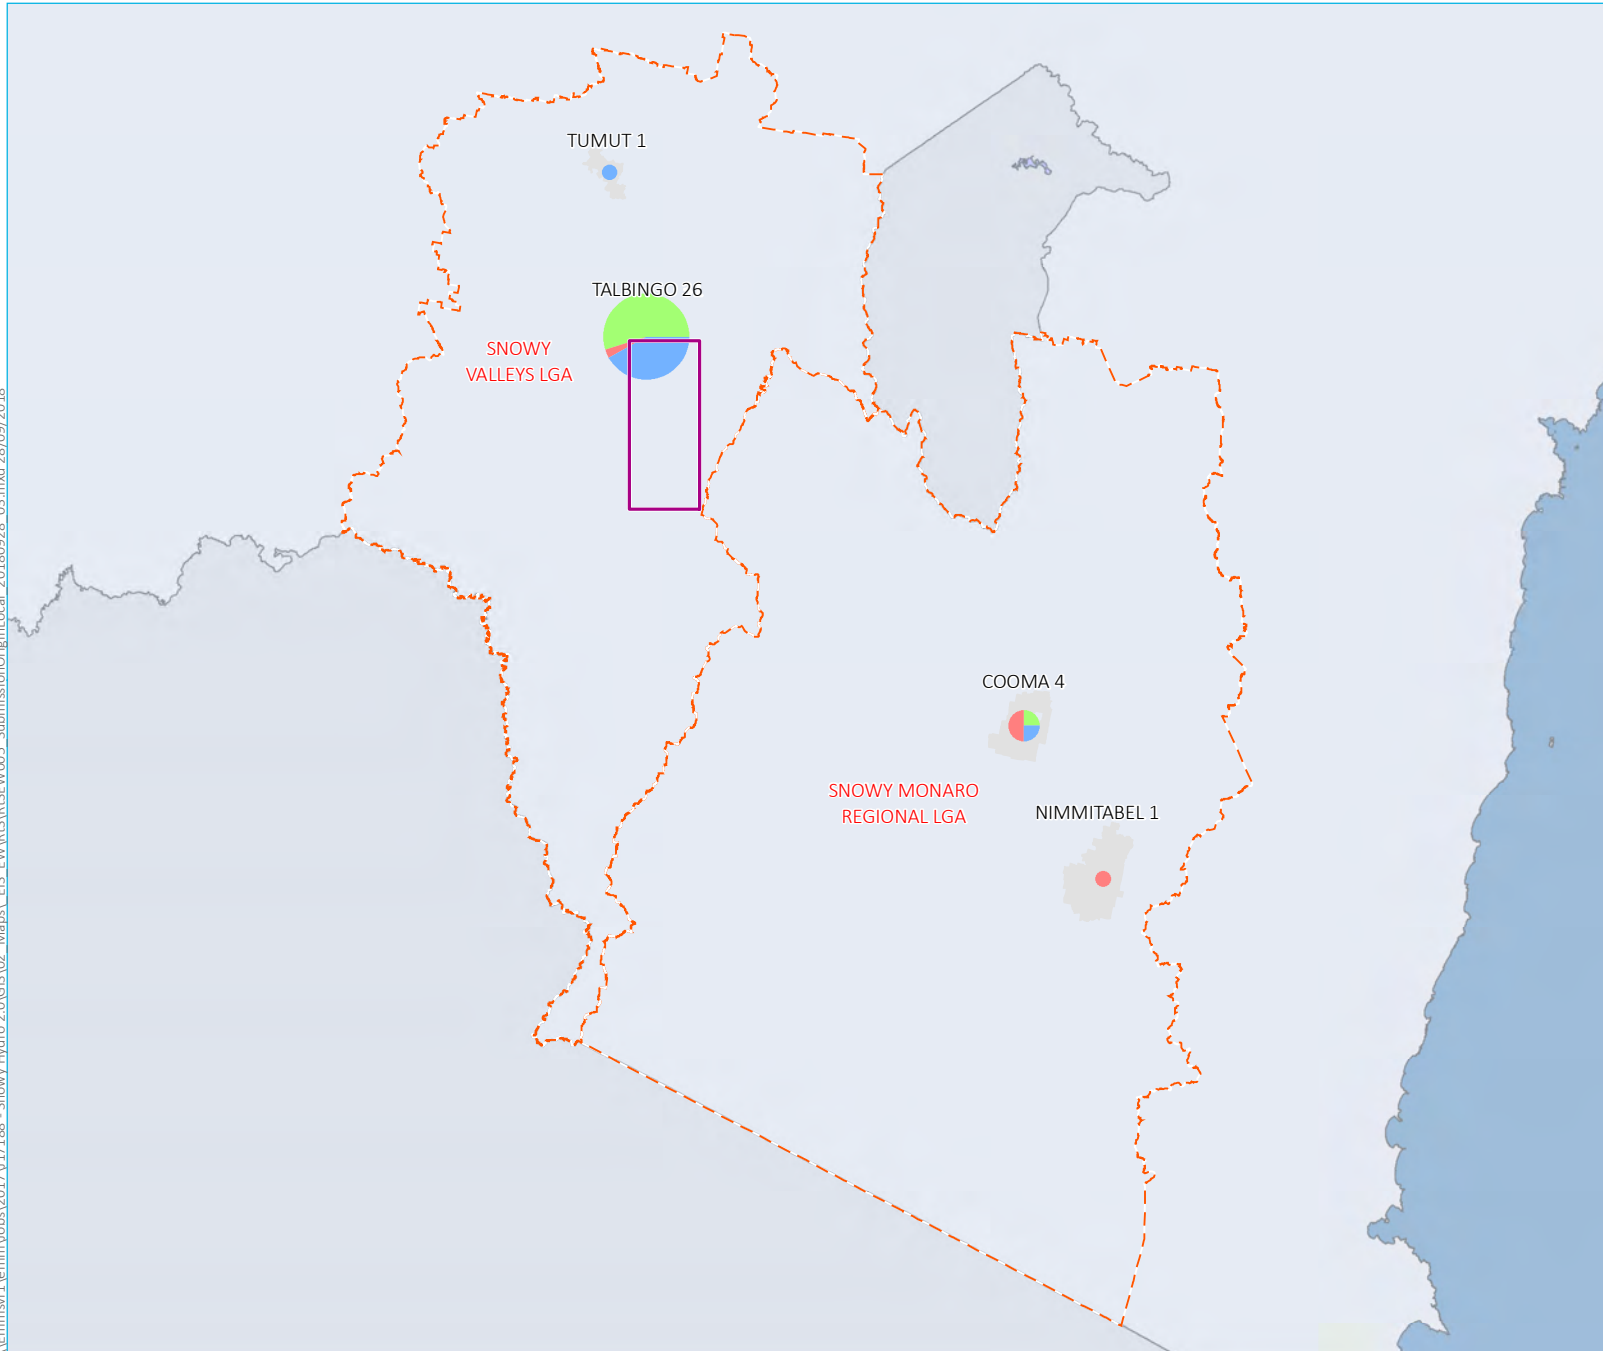 TUMUT 1
TALBINGO 26
SNOWY
VALLEYS LGA
COOMA 4
SNOWY MONARO
REGIONAL LGA
NIMMITABEL 1